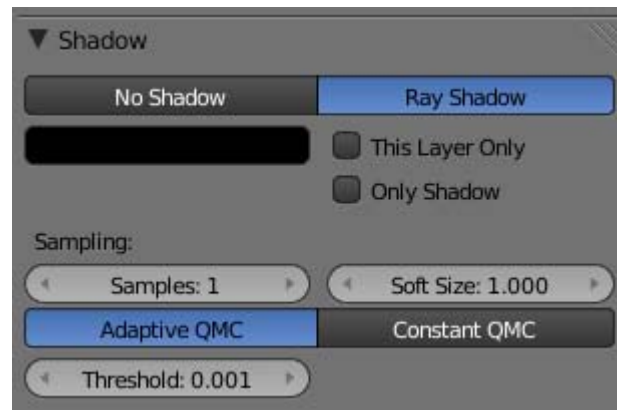 Shadow
No Shadow Ray Shadow
This Layer Only
Only Shadow
Sampling:
Samples: 1 Soft Size: 1.000
Adaptive QMC Constant QMC
Threshold: 0.001